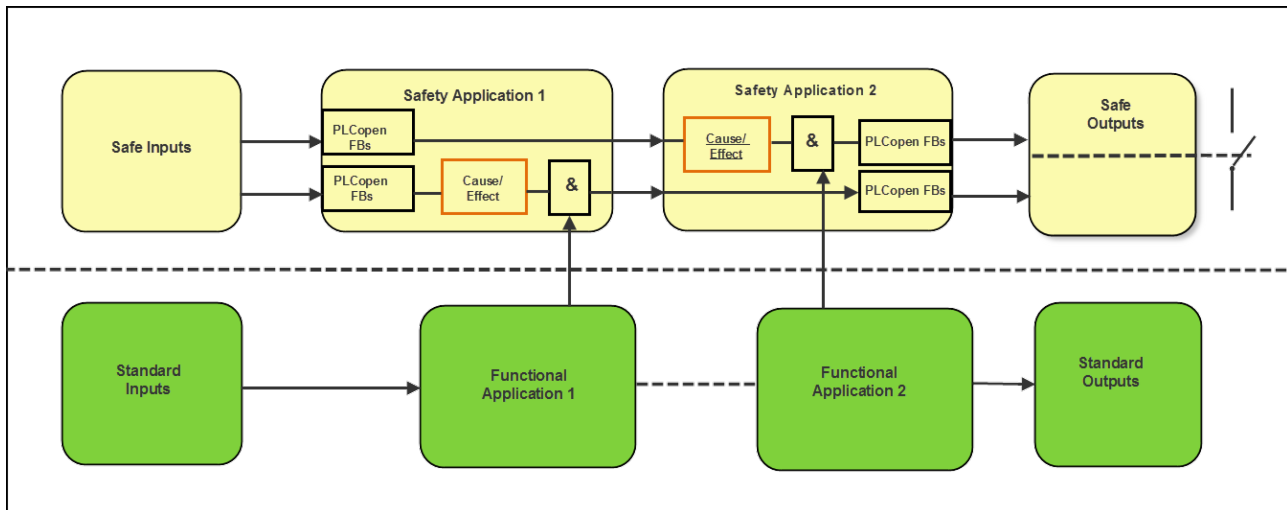 Safety Application 1
Safety Application 2
Safe Inputs
PLCopen
FBs
PLCopen
FBs
Cause/
Effect
&
Cause/
Effect
&
PLCopen FBs
PLCopen FBs
Safe
Outputs
Standard
Inputs
Functional
Application 1
Functional
Application 2
Standard
Outputs